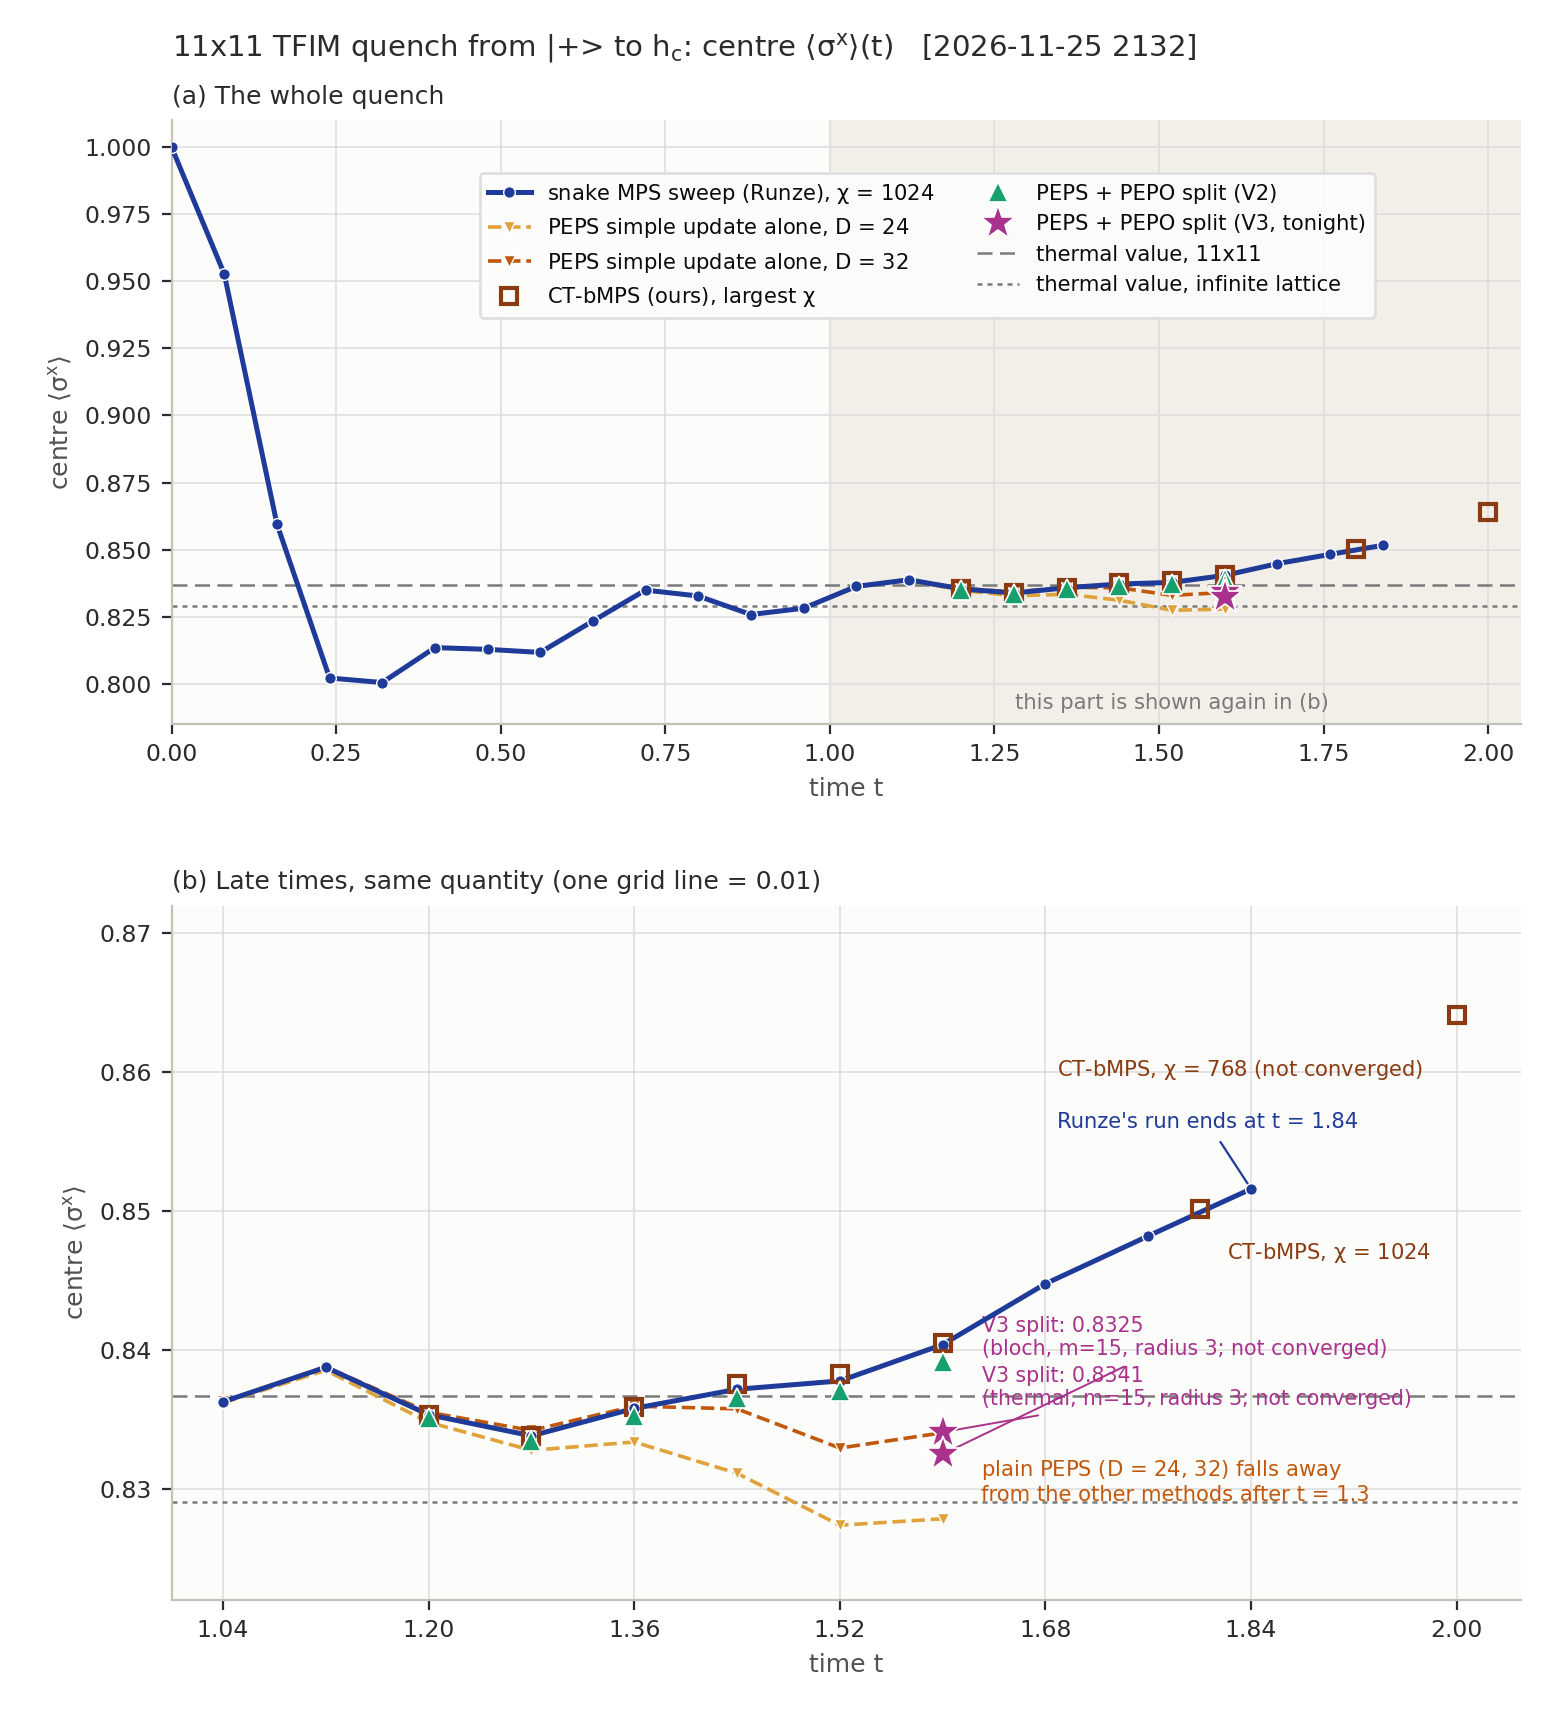 11x11 TFIM quench from |+> to h_c: centre ⟨σ^x⟩(t)   [2026-11-25 2132]
(a) The whole quench
1.000
0.975
0.950
0.925
0.900
0.875
0.850
0.825
0.800
centre ⟨σ^x⟩
snake MPS sweep (Runze), χ = 1024
PEPS simple update alone, D = 24
PEPS simple update alone, D = 32
CT-bMPS (ours), largest χ
PEPS + PEPO split (V2)
PEPS + PEPO split (V3, tonight)
thermal value, 11x11
thermal value, infinite lattice
this part is shown again in (b)
0.00 0.25 0.50 0.75 1.00 1.25 1.50 1.75 2.00
time t
(b) Late times, same quantity (one grid line = 0.01)
0.87
0.86
0.85
0.84
0.83
centre ⟨σ^x⟩
CT-bMPS, χ = 768 (not converged)
Runze's run ends at t = 1.84
CT-bMPS, χ = 1024
V3 split: 0.8325
(bloch, m=15, radius 3; not converged)
V3 split: 0.8341
(thermal, m=15, radius 3; not converged)
plain PEPS (D = 24, 32) falls away
from the other methods after t = 1.3
1.04 1.20 1.36 1.52 1.68 1.84 2.00
time t